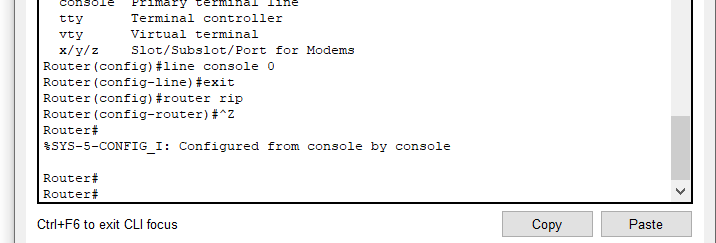 console Primary terminal line
tty Terminal controller
vty Virtual terminal
x/y/z Slot/Subslot/Port for Modems
Router(config)#line console 0
Router(config-line)#exit
Router(config)#router rip
Router(config-router)#^Z
Router#
%SYS-5-CONFIG_I: Configured from console by console
Router#
Router#
Ctrl+F6 to exit CLI focus
Copy
Paste